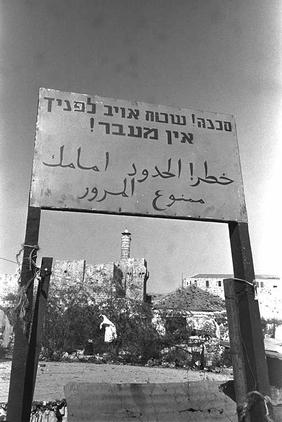 סכנה! שטח אויב לפניך
אין מעבר!
خطر! الحدود امامك
ممنوع المرور